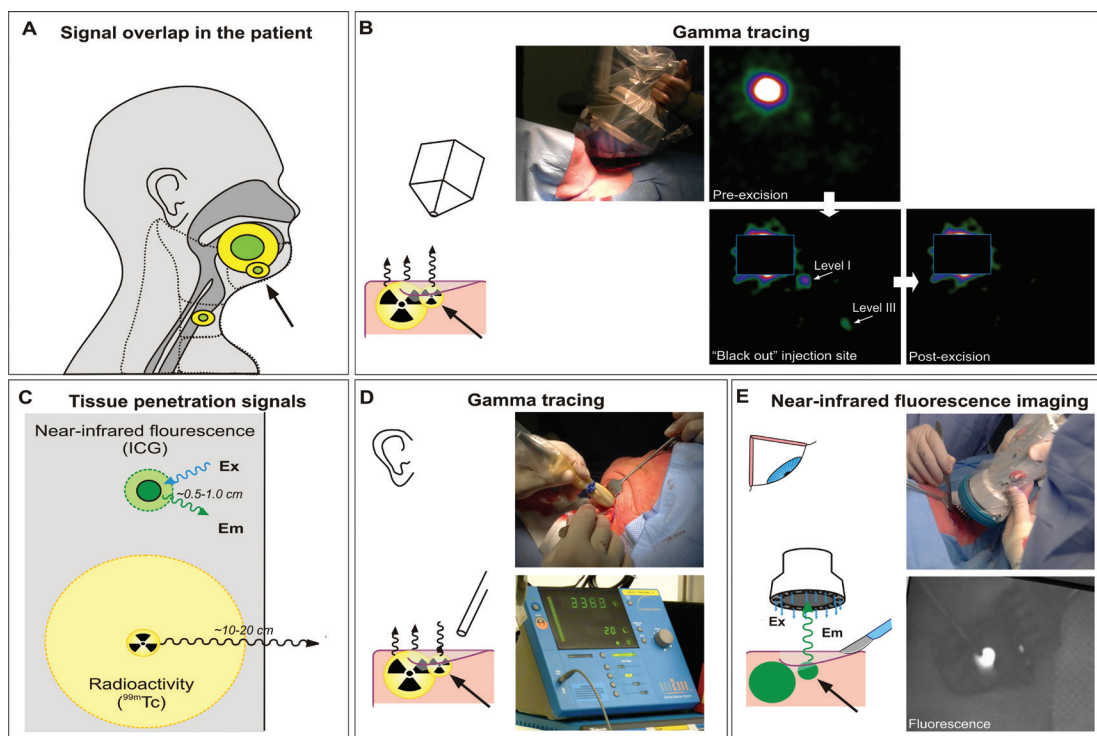 A
Signal overlap in the patient
B
Gamma tracing
Pre-excision
Level I
Level III
"Black out" injection site
Post-excision
C
Tissue penetration signals
Near-infrared flourescence
(ICG)
Ex
~0.5-1.0 cm
Em
~10-20 cm
Radioactivity
(99mTc)
D
Gamma tracing
E
Near-infrared fluorescence imaging
Ex
Em
Fluorescence